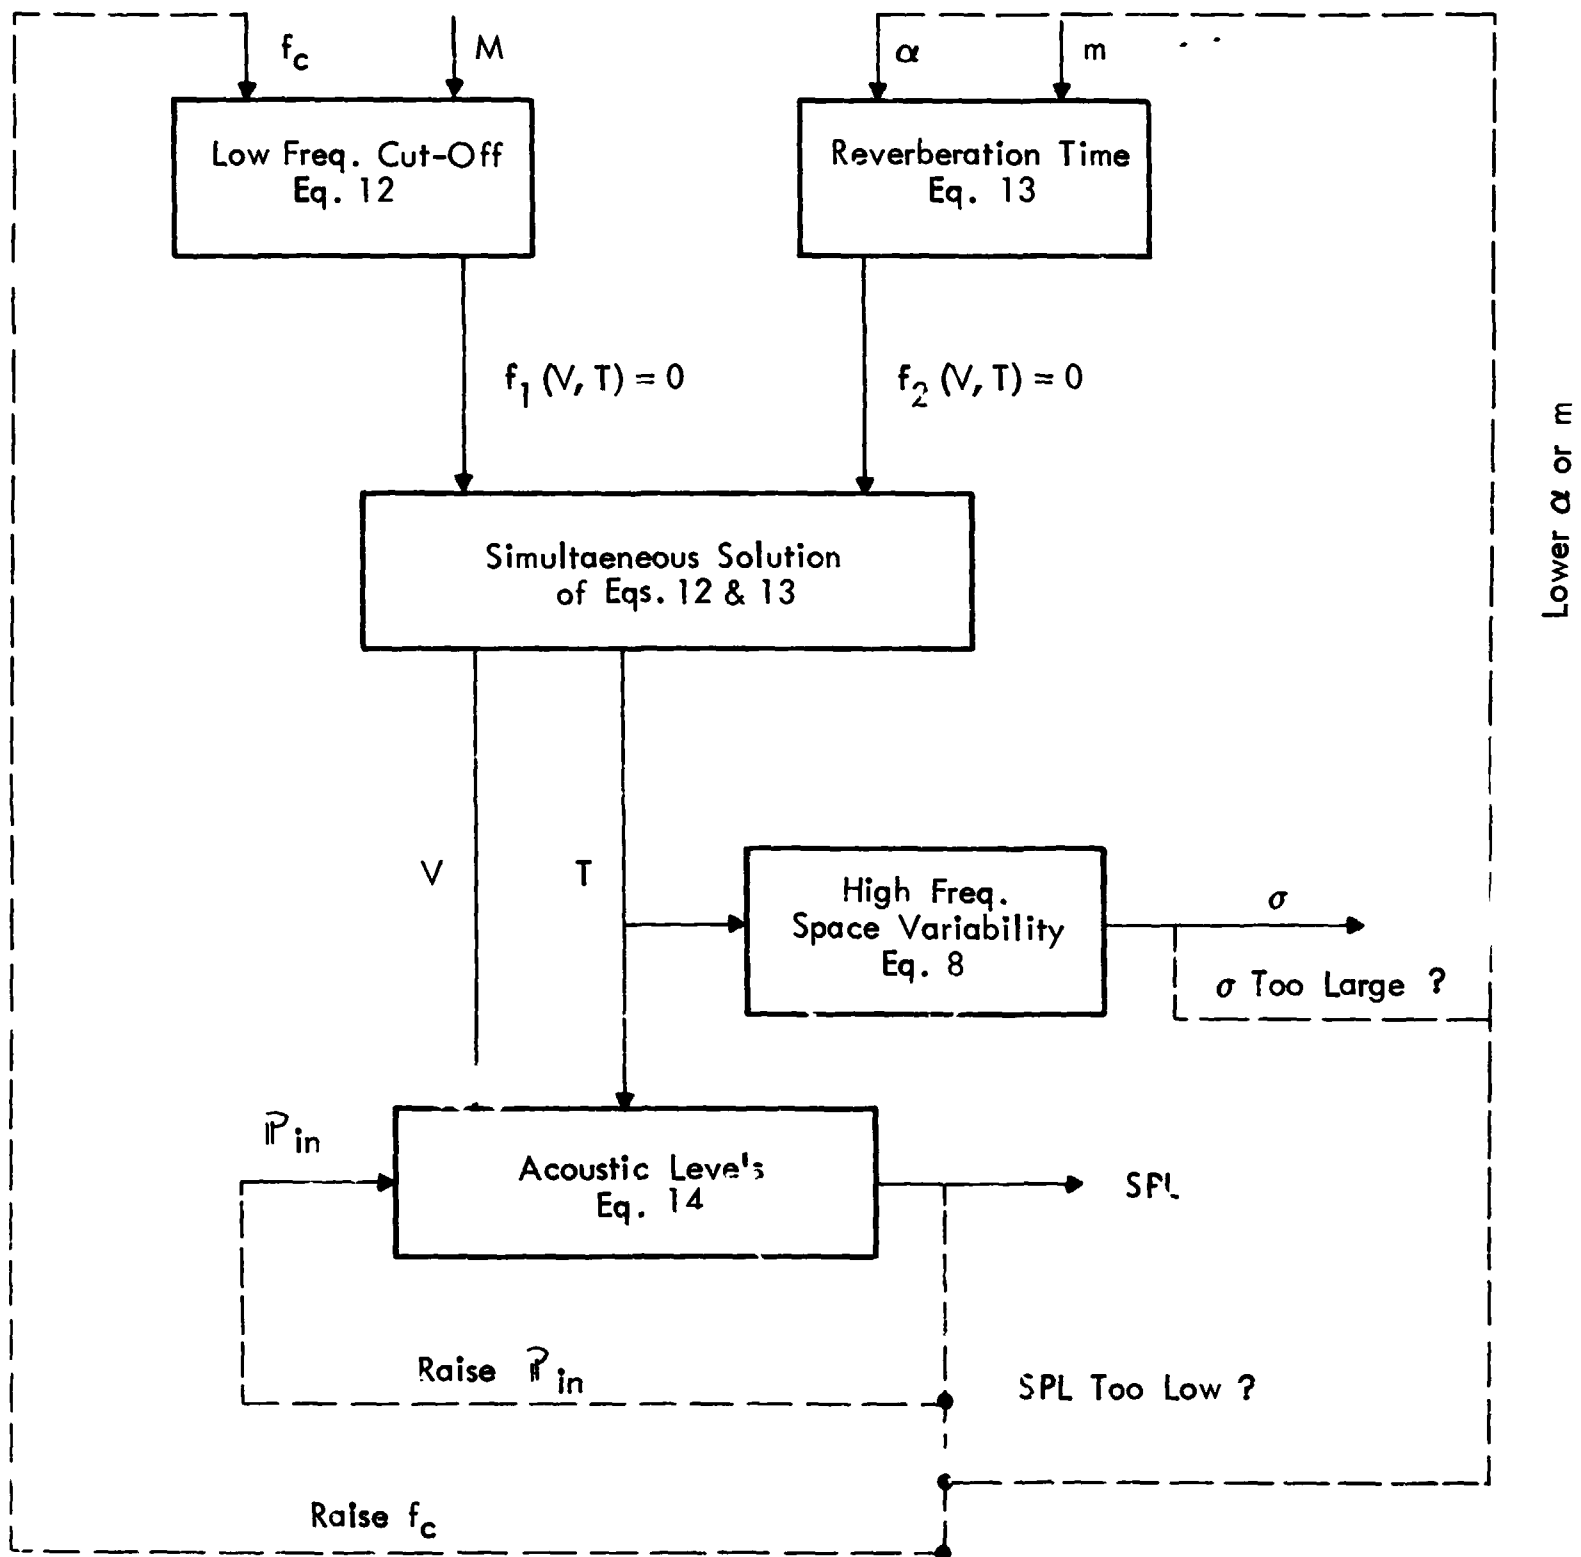 f_c
M
α
m
Low Freq. Cut-Off
Eq. 12
Reverberation Time
Eq. 13
f_1 (V, T) = 0
f_2 (V, T) = 0
Lower α or m
Simultaeneous Solution
of Eqs. 12 & 13
V
T
High Freq.
Space Variability
Eq. 8
σ
σ Too Large ?
P_in
Acoustic Levels
Eq. 14
SPL
Raise P_in
SPL Too Low ?
Raise f_c